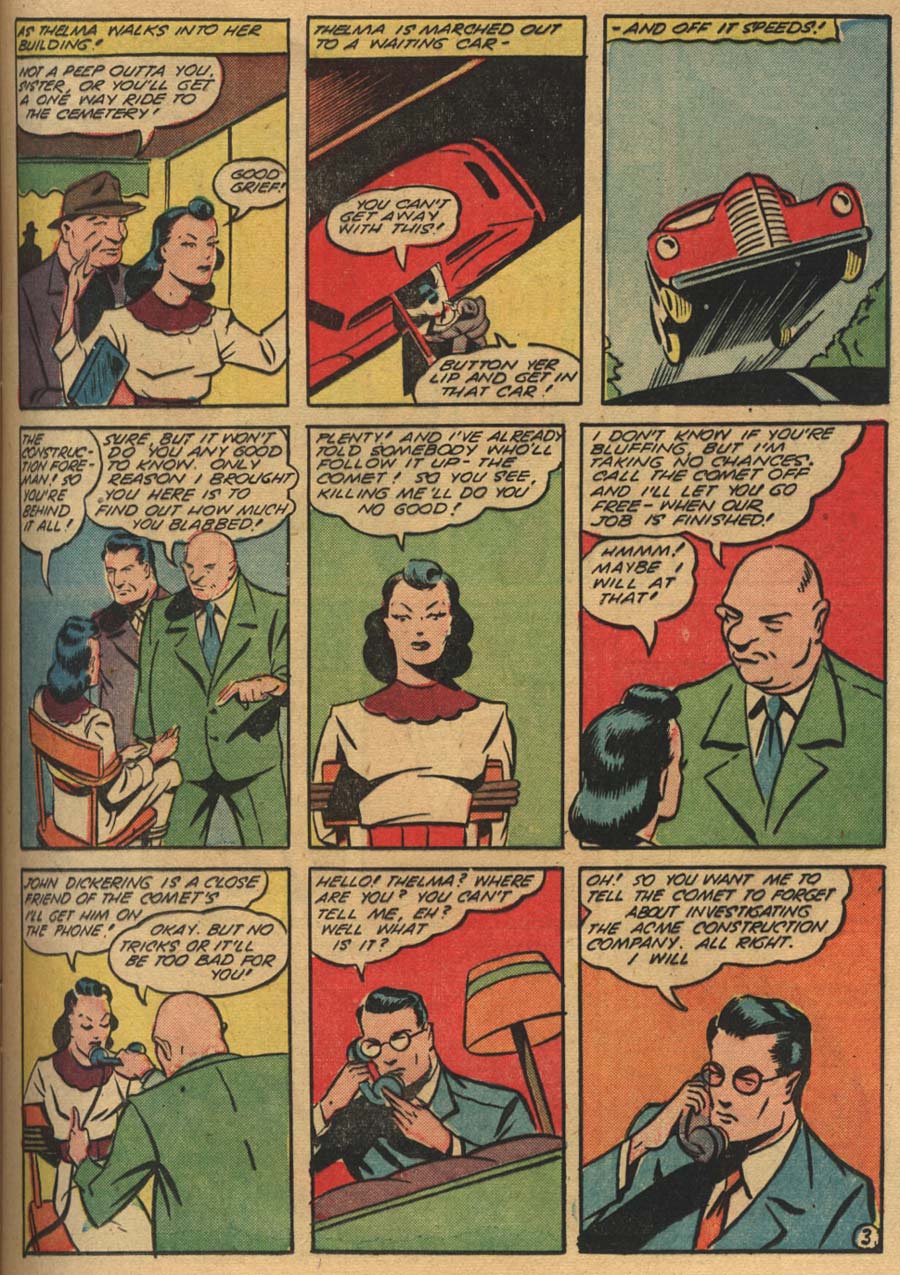 AS THELMA WALKS INTO HER
BUILDING!
NOT A PEEP OUTTA YOU,
SISTER, OR YOU'LL GET
A ONE WAY RIDE TO
THE CEMETERY!
GOOD
GRIEF!
THELMA IS MARCHED OUT
TO A WAITING CAR-
YOU CAN'T
GET AWAY
WITH THIS!
BUTTON YER
LIP AND GET IN
THAT CAR!
-AND OFF IT SPEEDS!
THE
CONSTRUC-
TION FORE-
MAN! SO
YOU'RE
BEHIND
IT ALL!
SURE, BUT IT WON'T
DO YOU ANY GOOD
TO KNOW. ONLY
REASON I BROUGHT
YOU HERE IS TO
FIND OUT HOW MUCH
YOU BLABBED!
PLENTY! AND I'VE ALREADY
TOLD SOMEBODY WHO'LL
FOLLOW IT UP- THE
COMET! SO YOU SEE,
KILLING ME'LL DO YOU
NO GOOD!
I DON'T KNOW IF YOU'RE
BLUFFING, BUT I'M
TAKING NO CHANCES.
CALL THE COMET OFF
AND I'LL LET YOU GO
FREE- WHEN OUR
JOB IS FINISHED!
HMMM!
MAYBE I
WILL AT
THAT!
JOHN DICKERING IS A CLOSE
FRIEND OF THE COMET'S
I'LL GET HIM ON
THE PHONE!
OKAY. BUT NO
TRICKS OR IT'LL
BE TOO BAD FOR
YOU!
HELLO! THELMA? WHERE
ARE YOU? YOU CAN'T
TELL ME, EH?
WELL WHAT
IS IT?
OH! SO YOU WANT ME TO
TELL THE COMET TO FORGET
ABOUT INVESTIGATING
THE ACME CONSTRUCTION
COMPANY. ALL RIGHT.
I WILL
3